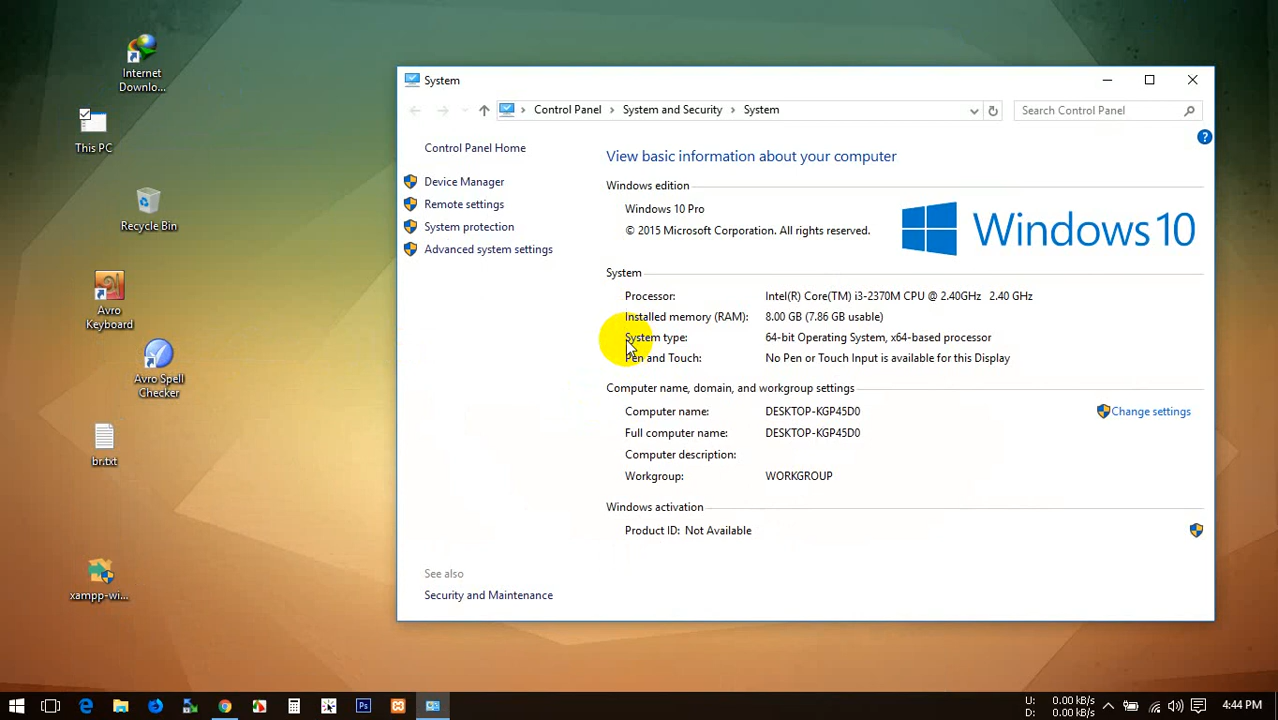 Internet
Downlo...
This PC
Recycle Bin
Avro
Keyboard
Avro Spell
Checker
br.txt
xampp-wi...
System
Control Panel > System and Security > System
Search Control Panel
Control Panel Home
Device Manager
Remote settings
System protection
Advanced system settings
See also
Security and Maintenance
View basic information about your computer
Windows edition
Windows 10 Pro
© 2015 Microsoft Corporation. All rights reserved.
Windows 10
System
Processor: Intel(R) Core(TM) i3-2370M CPU @ 2.40GHz 2.40 GHz
Installed memory (RAM): 8.00 GB (7.86 GB usable)
System type: 64-bit Operating System, x64-based processor
Pen and Touch: No Pen or Touch Input is available for this Display
Computer name, domain, and workgroup settings
Computer name: DESKTOP-KGP45D0 Change settings
Full computer name: DESKTOP-KGP45D0
Computer description:
Workgroup: WORKGROUP
Windows activation
Product ID: Not Available
Ps
U: 0.00 kB/s
D: 0.00 kB/s
4:44 PM